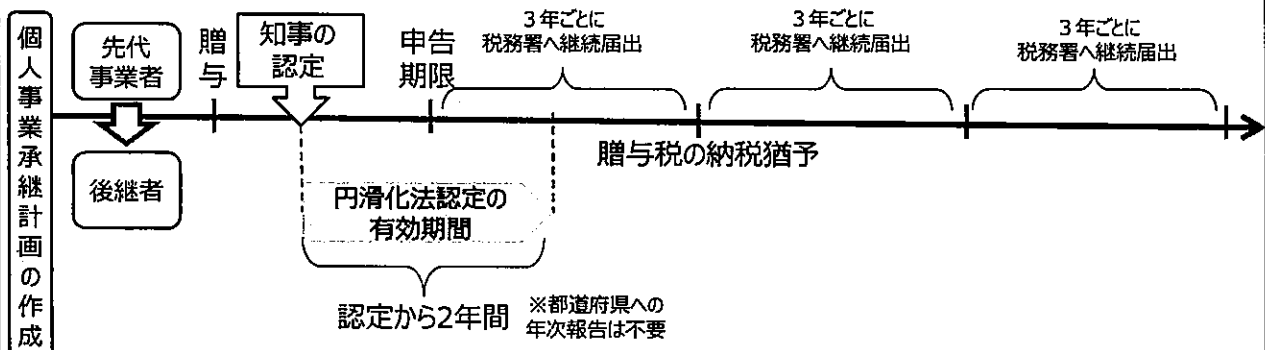 個人事業承継計画の作成
先代
事業者
後継者
贈与
知事の
認定
申告
期限
3年ごとに
税務署へ継続届出
3年ごとに
税務署へ継続届出
3年ごとに
税務署へ継続届出
贈与税の納税猶予
円滑化法認定の
有効期間
認定から2年間
※都道府県への
年次報告は不要